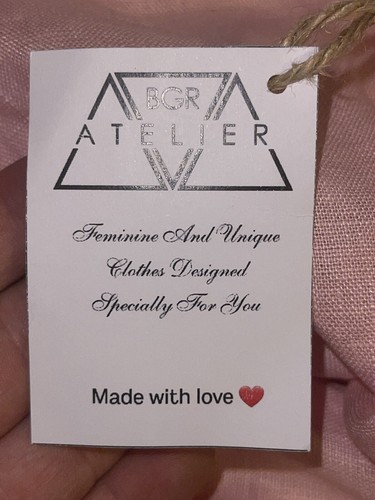 BGR
ATELIER
Feminine And Unique
Clothes Designed
Specially For You
Made with love ❤️